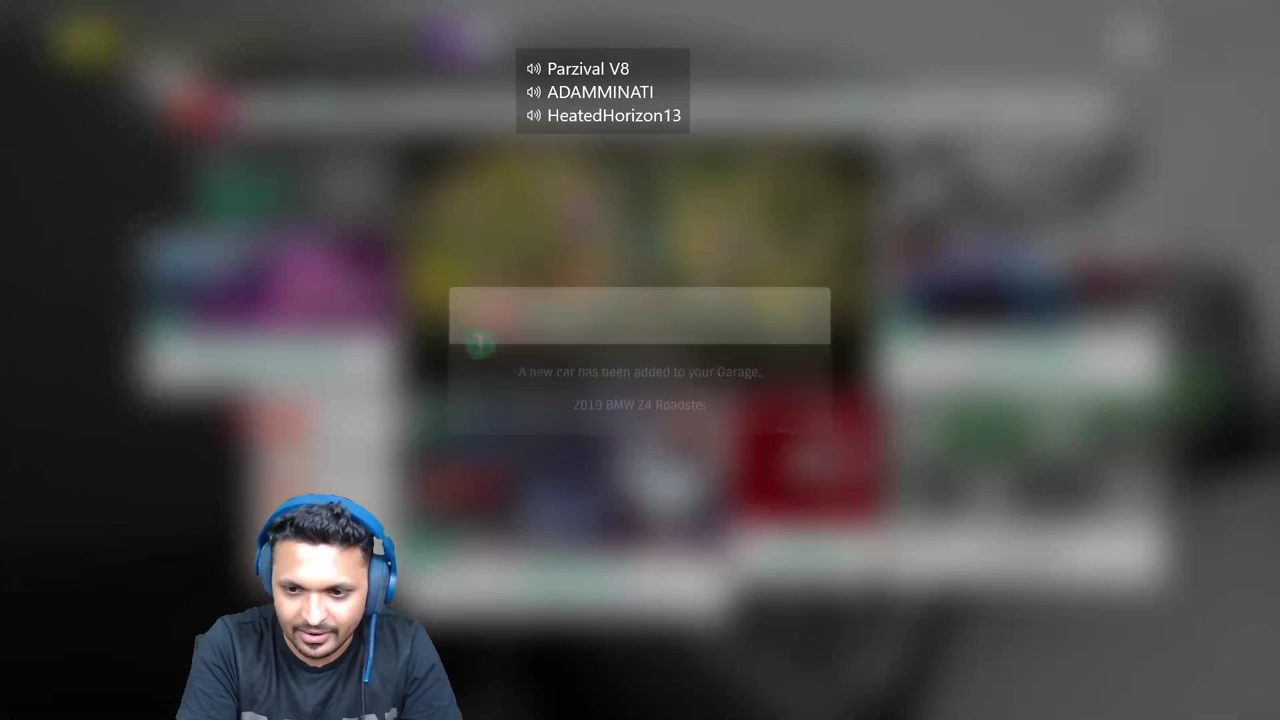 Parzival V8
ADAMMINATI
HeatedHorizon13
A new car has been added to your Garage.
2019 BMW Z4 Roadster